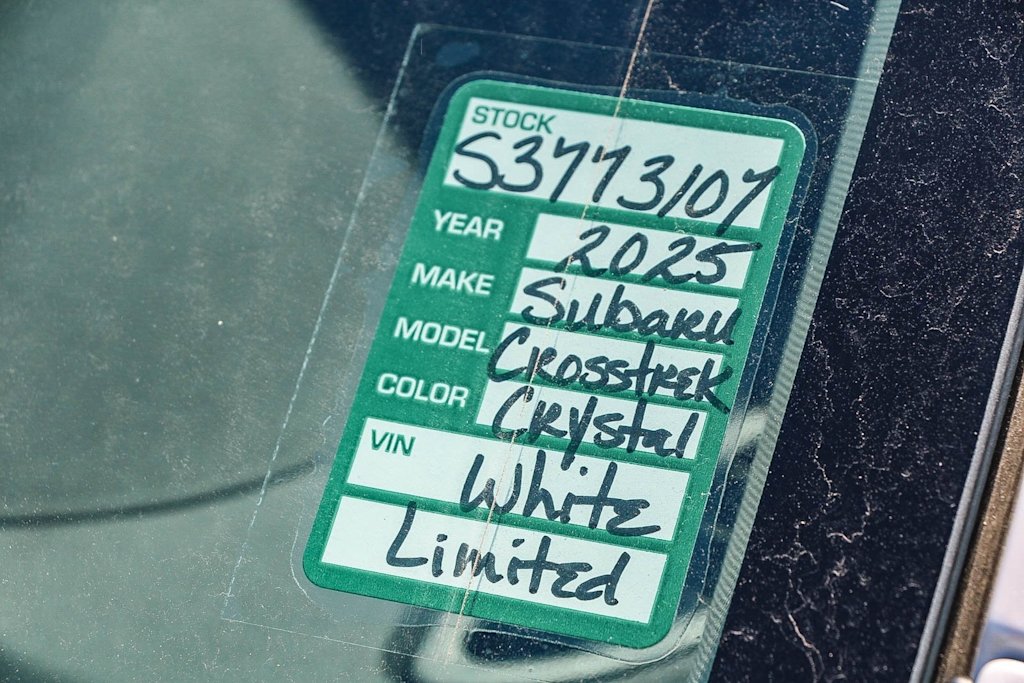 STOCK
S3773107
YEAR 2025
MAKE Subaru
MODEL Crosstrek
COLOR Crystal
VIN White
Limited